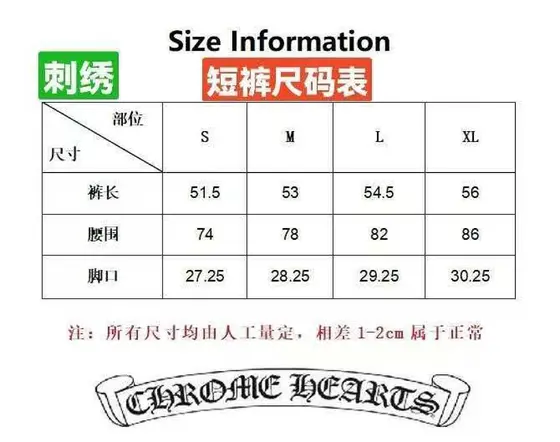 Size Information
刺绣
短裤尺码表
部位 S M L XL
尺寸
裤长 51.5 53 54.5 56
腰围 74 78 82 86
脚口 27.25 28.25 29.25 30.25
注：所有尺寸均由人工量定，相差1-2cm属于正常
CHROME HEARTS